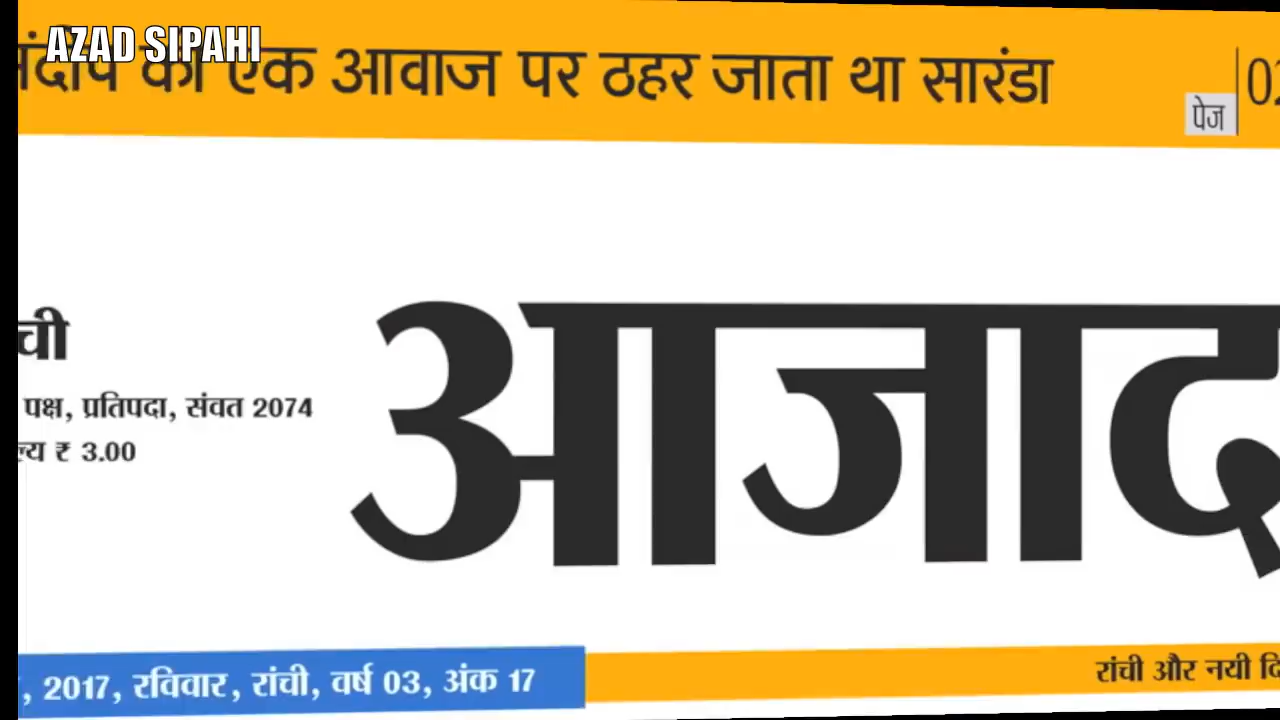 AZAD SIPAHI
की एक आवाज पर ठहर जाता था सारंडा
पेज
पक्ष, प्रतिपदा, संवत 2074
₹ 3.00
आजाद
, 2017, रविवार, रांची, वर्ष 03, अंक 17
रांची और नयी